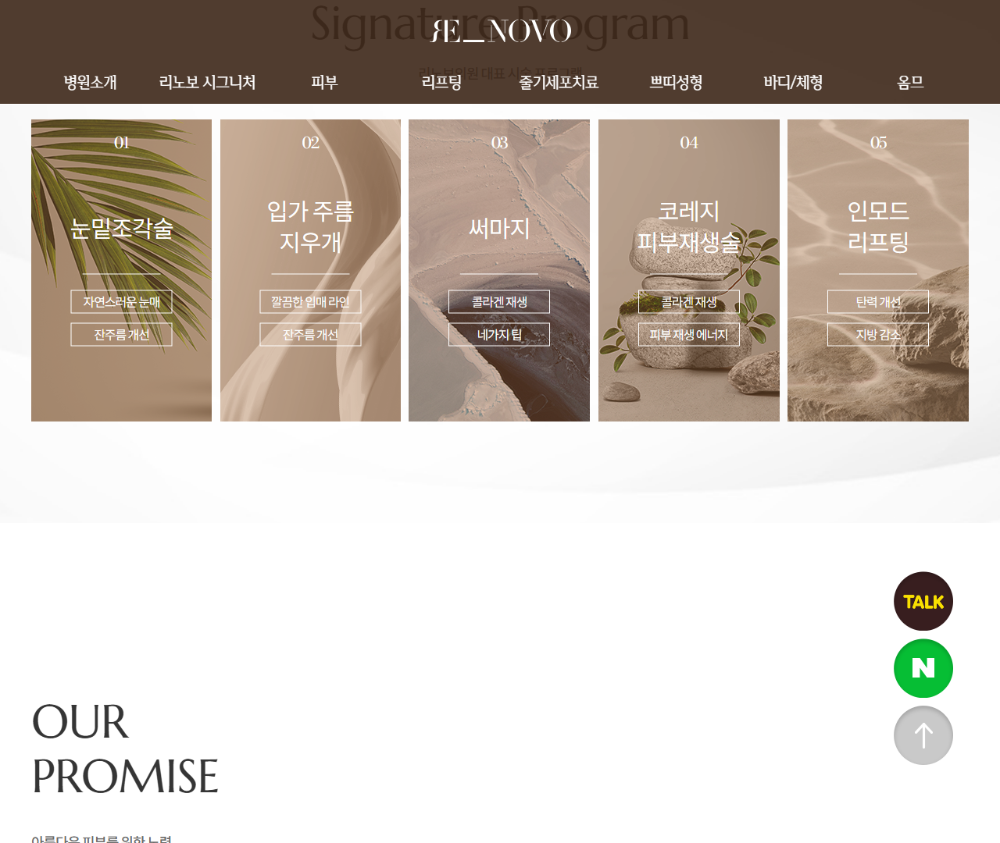 Signature Program
RE_NOVO
리노보의원 대표 시술 프로그램
병원소개 리노보 시그니처 피부 리프팅 줄기세포치료 쁘띠성형 바디/체형 옴므
01
눈밑조각술
자연스러운 눈매
잔주름 개선
02
입가 주름
지우개
깔끔한 입매 라인
잔주름 개선
03
써마지
콜라겐 재생
네가지 팁
04
코레지
피부재생술
콜라겐 재생
피부 재생 에너지
05
인모드
리프팅
탄력 개선
지방 감소
TALK
N
OUR
PROMISE
아름다운 피부를 위한 노력